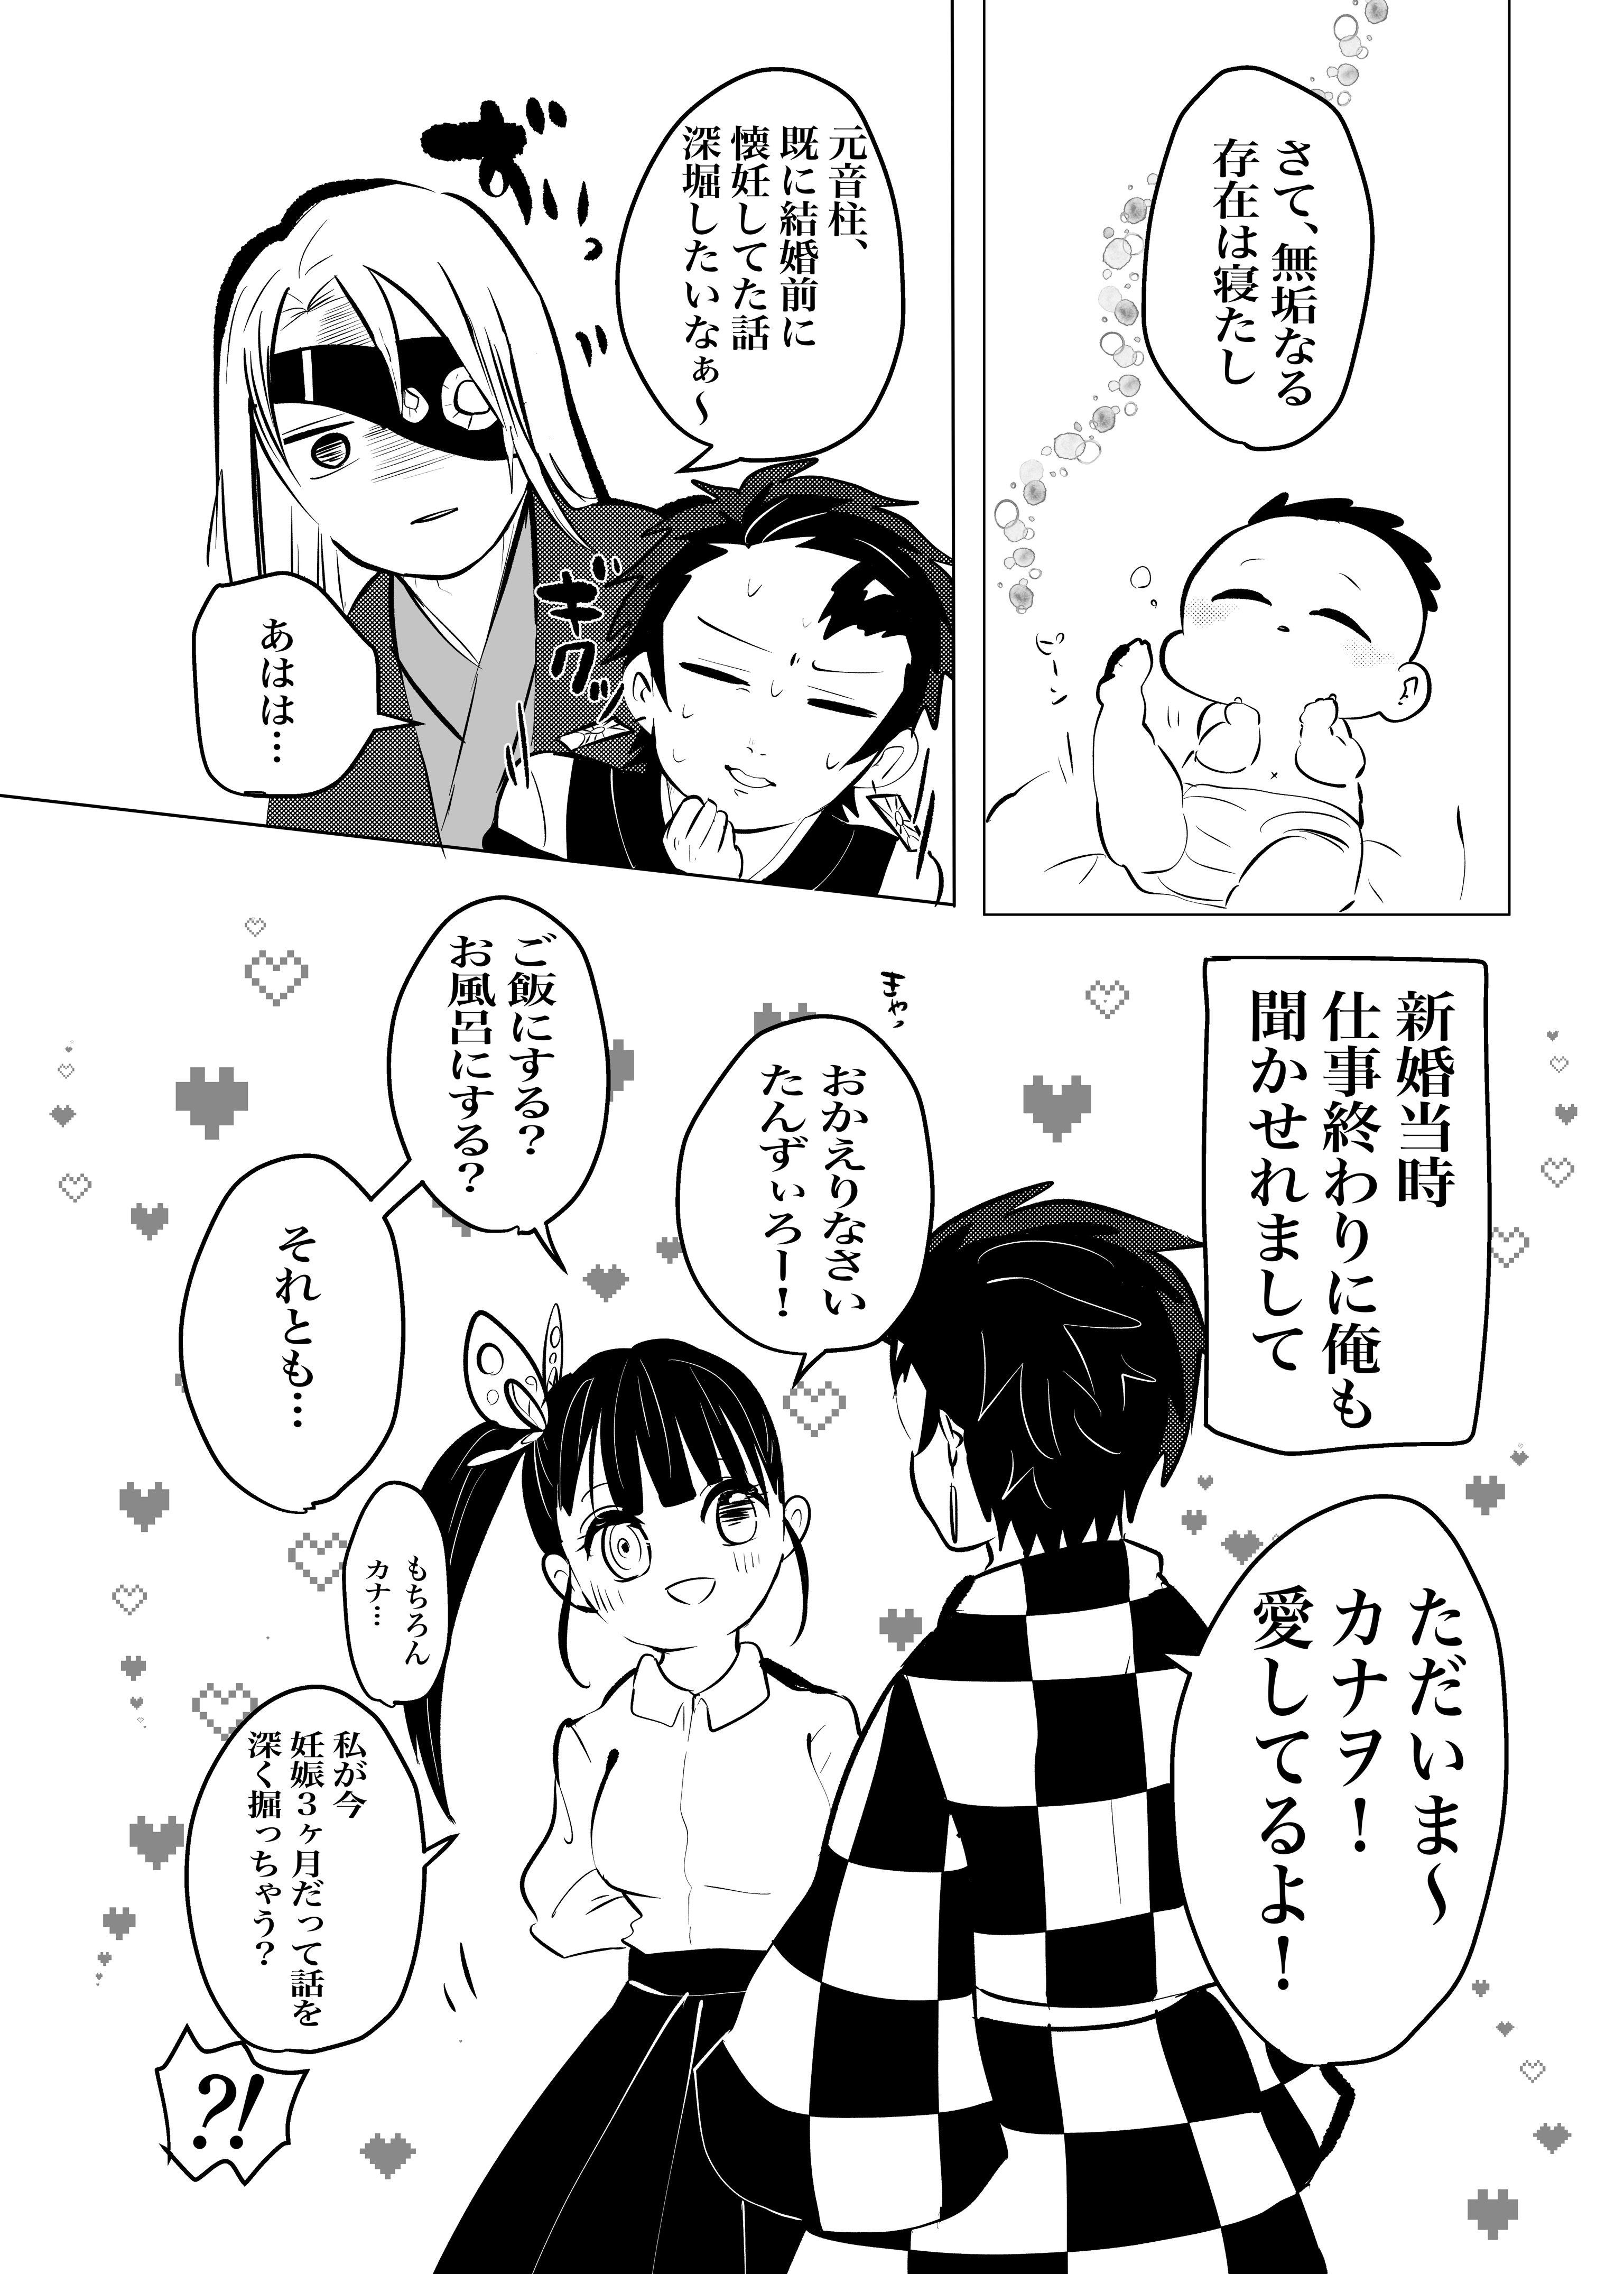 さて、無垢なる
存在は寝たし
ピーン
元音柱、
既に結婚前に
懐妊してた話
深堀したいなぁ〜
ずいっ
ギクッ
あはは…
新婚当時
仕事終わりに俺も
聞かせれまして
ただいま〜
カナヲ！
愛してるよ！
きゃっ
おかえりなさい
たんずぃろー！
ご飯にする？
お風呂にする？
それとも…
もちろん
カナ…
私が今
妊娠３ヶ月だって話を
深く掘っちゃう？
?!